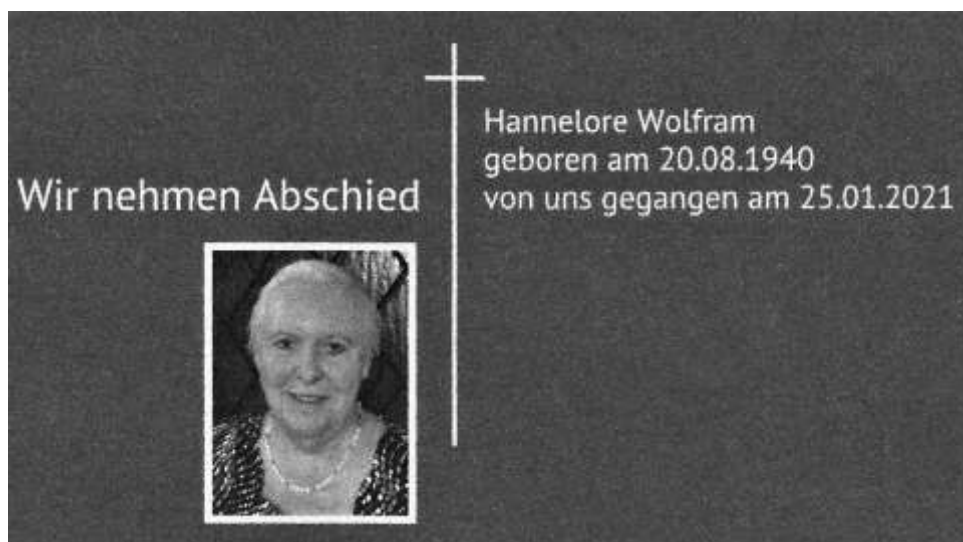 Wir nehmen Abschied
Hannelore Wolfram
geboren am 20.08.1940
von uns gegangen am 25.01.2021